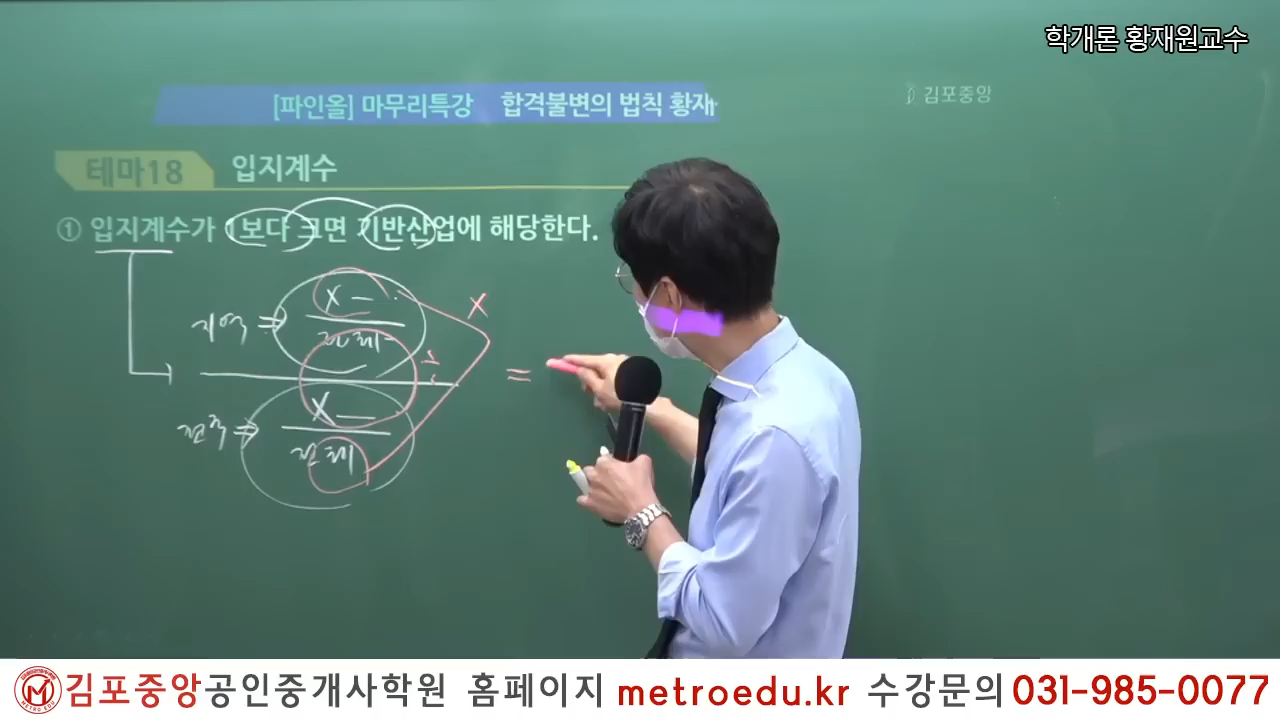 학개론 황재원교수
[파인올] 마무리특강 합격불변의 법칙 황재
김포중앙
테마18 입지계수
① 입지계수가 1보다 크면 기반산업에 해당한다.
X
지역 ⇒ X
전체
÷
=
전국 ⇒ X
전체
METRO EDU
김포중앙공인중개사학원 홈페이지 metroedu.kr 수강문의 031-985-0077